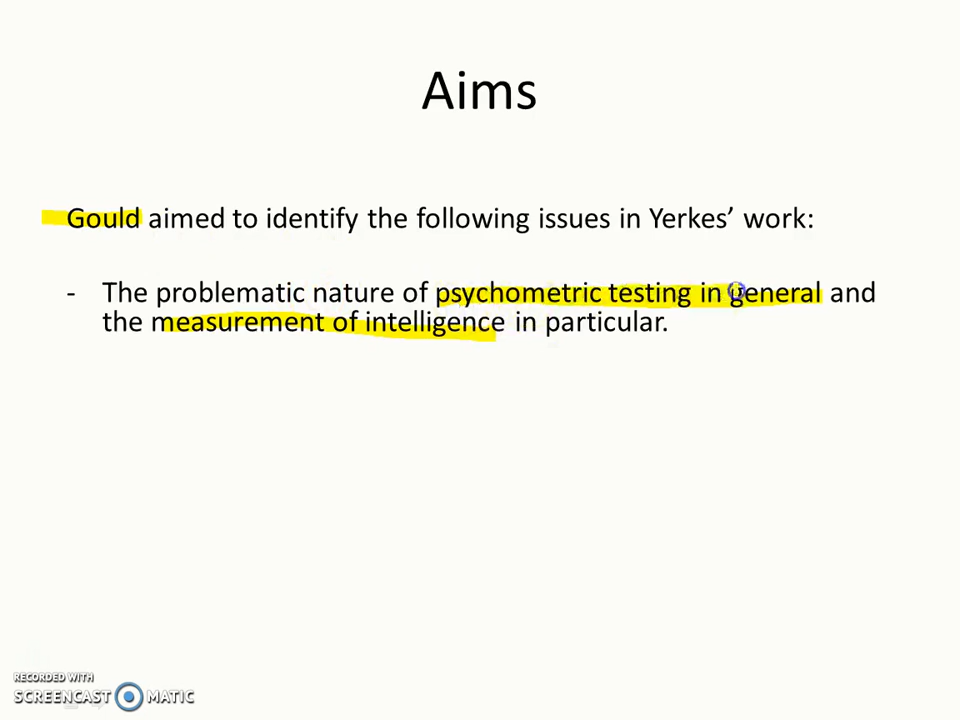 Aims
Gould aimed to identify the following issues in Yerkes’ work:
- The problematic nature of psychometric testing in general and
the measurement of intelligence in particular.
RECORDED WITH
SCREENCAST MATIC